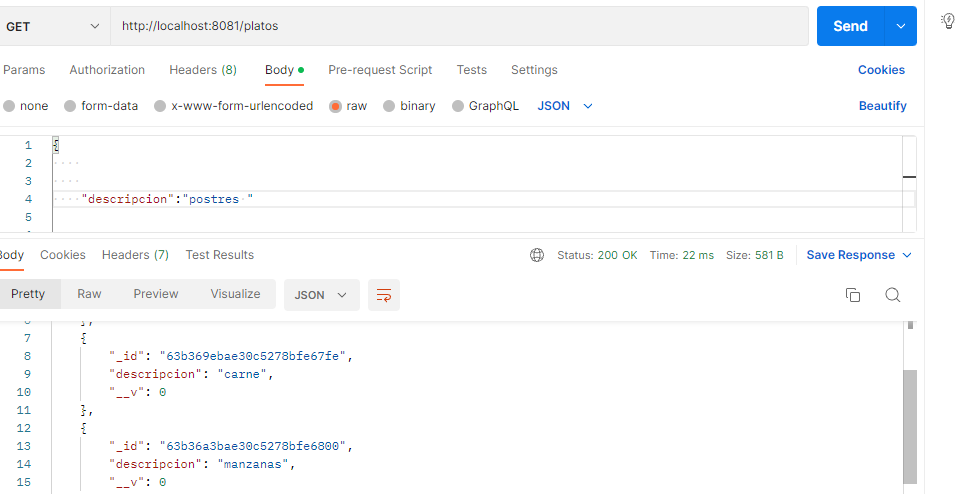 GET http://localhost:8081/platos Send
Params Authorization Headers (8) Body Pre-request Script Tests Settings Cookies
none form-data x-www-form-urlencoded raw binary GraphQL JSON Beautify
1 {
2
3
4 "descripcion":"postres "
5
Body Cookies Headers (7) Test Results Status: 200 OK Time: 22 ms Size: 581 B Save Response
Pretty Raw Preview Visualize JSON
6 },
7 {
8 "_id": "63b369ebae30c5278bfe67fe",
9 "descripcion": "carne",
10 "__v": 0
11 },
12 {
13 "_id": "63b36a3bae30c5278bfe6800",
14 "descripcion": "manzanas",
15 "__v": 0